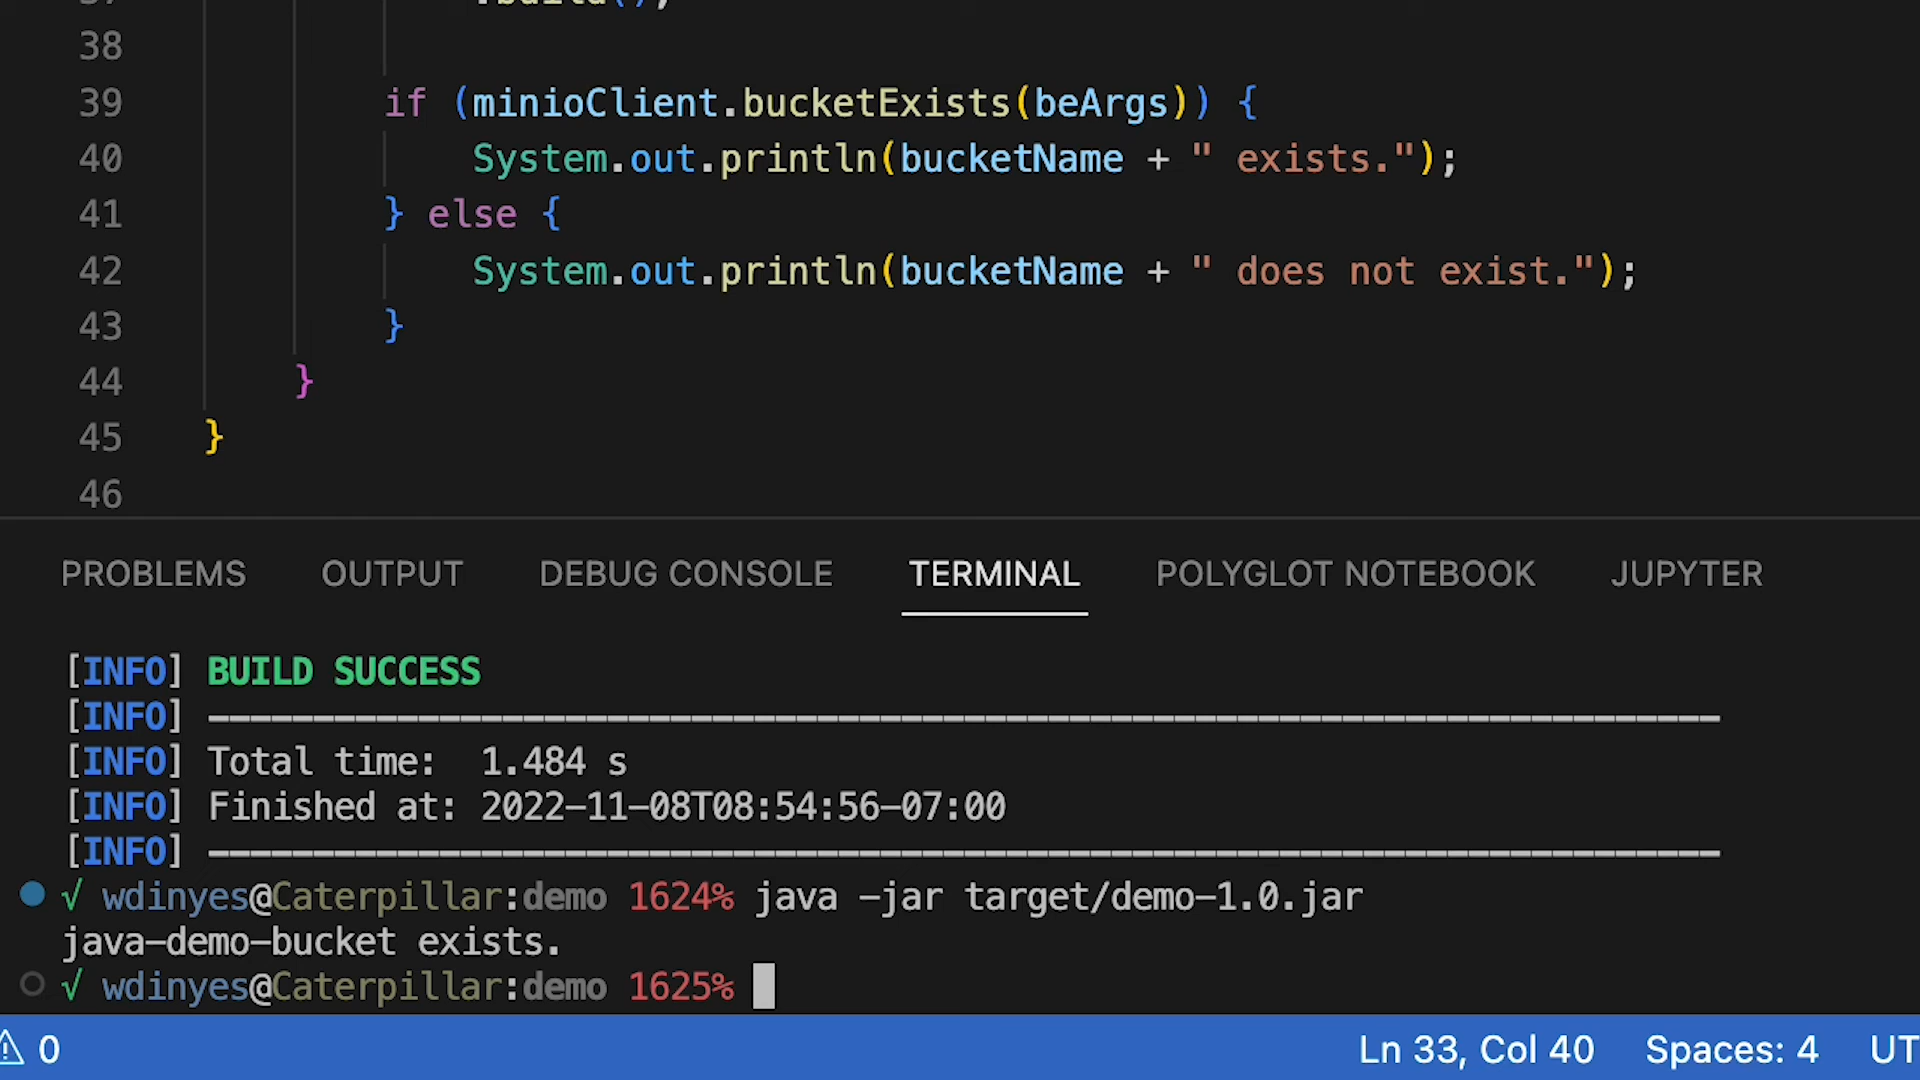 37 .build();
38
39 if (minioClient.bucketExists(beArgs)) {
40 System.out.println(bucketName + " exists.");
41 } else {
42 System.out.println(bucketName + " does not exist.");
43 }
44 }
45 }
46
PROBLEMS OUTPUT DEBUG CONSOLE TERMINAL POLYGLOT NOTEBOOK JUPYTER
[INFO] BUILD SUCCESS
[INFO] ------------------------------------------------------------------------
[INFO] Total time:  1.484 s
[INFO] Finished at: 2022-11-08T08:54:56-07:00
[INFO] ------------------------------------------------------------------------
√ wdinyes@Caterpillar:demo 1624% java -jar target/demo-1.0.jar
java-demo-bucket exists.
√ wdinyes@Caterpillar:demo 1625%
0 Ln 33, Col 40 Spaces: 4 UT